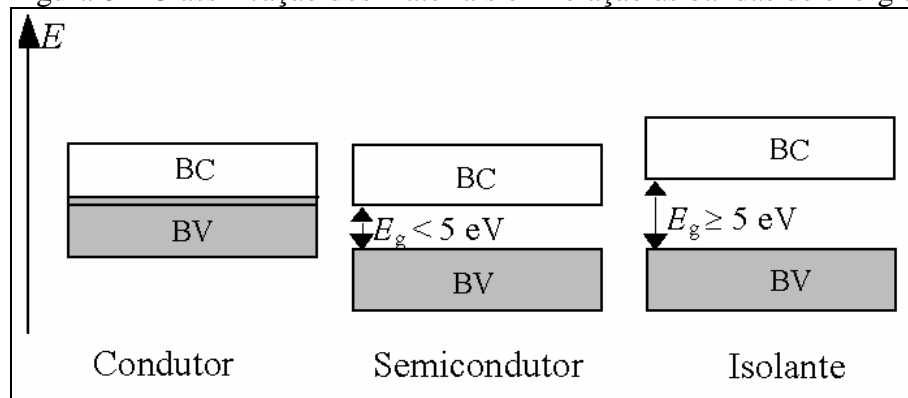 E
BC
BV
Condutor
BC
E_g < 5 eV
BV
Semicondutor
BC
E_g ≥ 5 eV
BV
Isolante